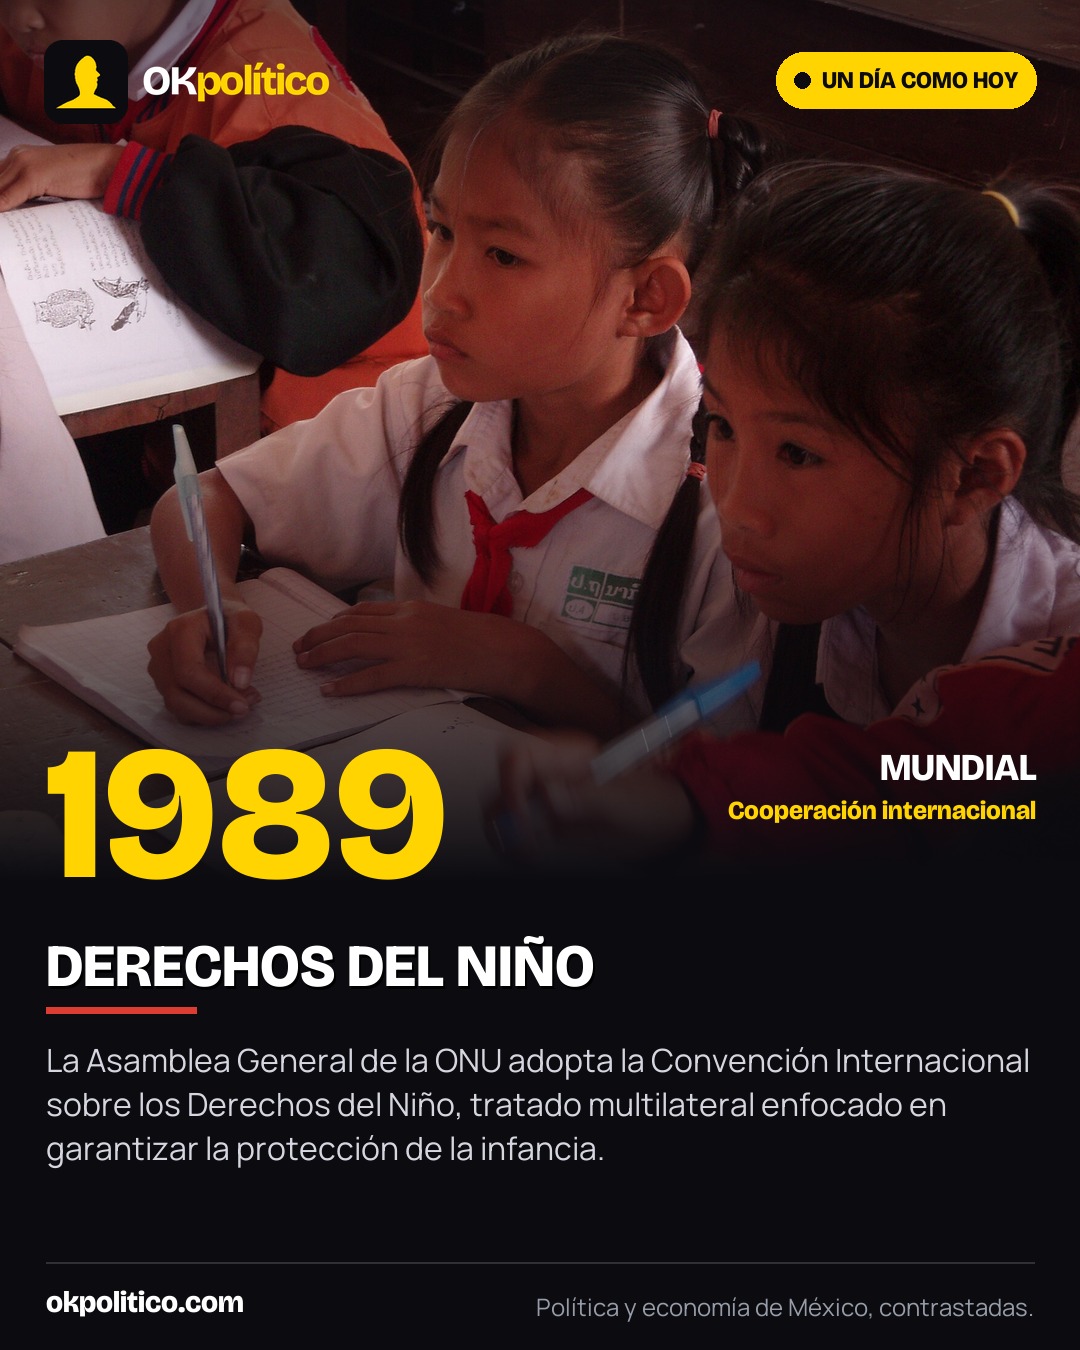 OKpolítico
UN DÍA COMO HOY
1989
MUNDIAL
Cooperación internacional
DERECHOS DEL NIÑO
La Asamblea General de la ONU adopta la Convención Internacional
sobre los Derechos del Niño, tratado multilateral enfocado en
garantizar la protección de la infancia.
okpolitico.com
Política y economía de México, contrastadas.